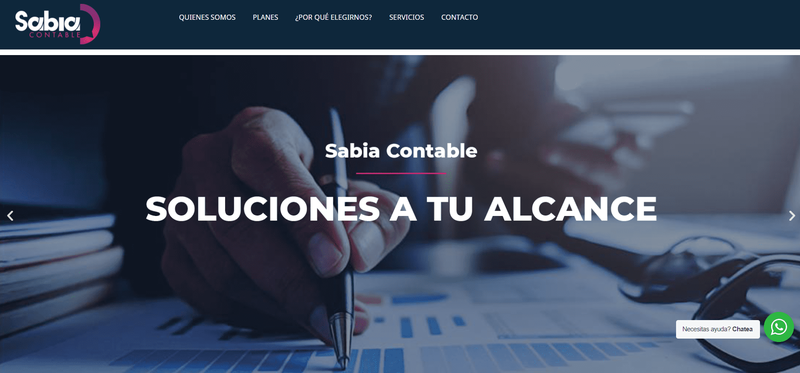 Sabia
CONTABLE
QUIENES SOMOS PLANES ¿POR QUÉ ELEGIRNOS? SERVICIOS CONTACTO
Sabia Contable
SOLUCIONES A TU ALCANCE
Necesitas ayuda? Chatea